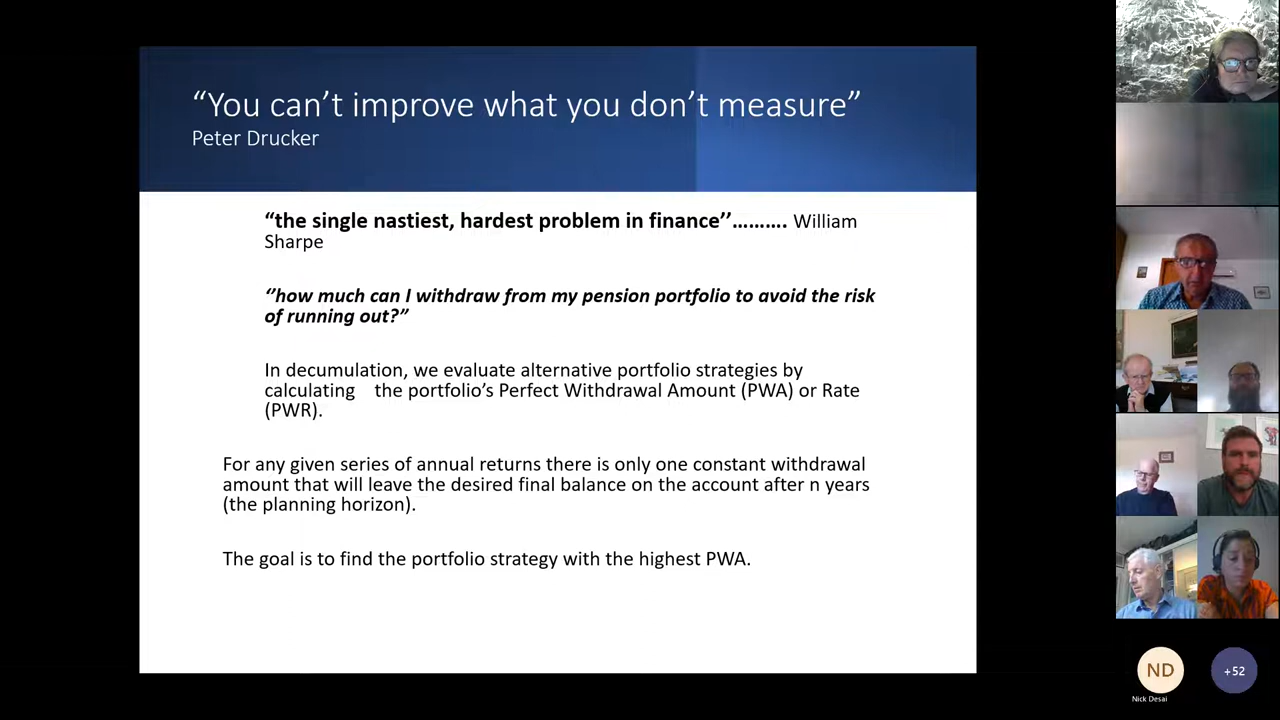 “You can’t improve what you don’t measure”
Peter Drucker
“the single nastiest, hardest problem in finance’’………. William
Sharpe
‘’how much can I withdraw from my pension portfolio to avoid the risk
of running out?”
In decumulation, we evaluate alternative portfolio strategies by
calculating    the portfolio’s Perfect Withdrawal Amount (PWA) or Rate
(PWR).
For any given series of annual returns there is only one constant withdrawal
amount that will leave the desired final balance on the account after n years
(the planning horizon).
The goal is to find the portfolio strategy with the highest PWA.
ND
+52
Nick Desai